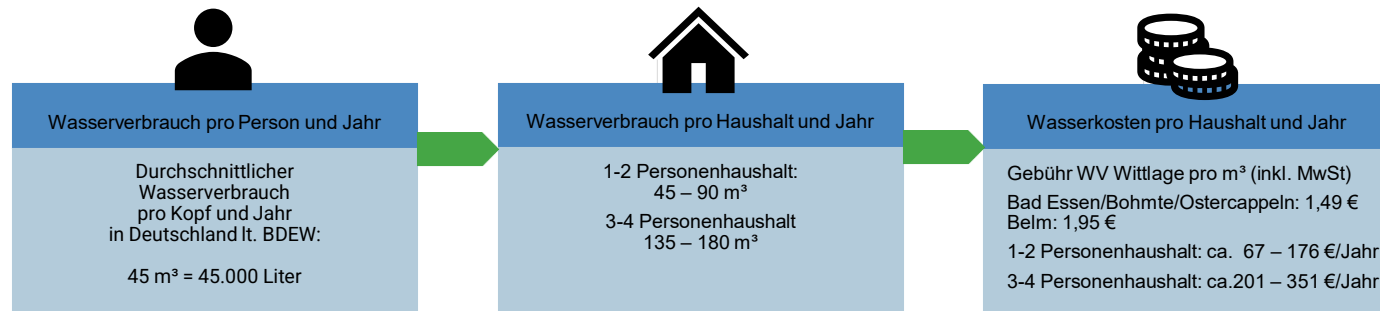 Wasserverbrauch pro Person und Jahr
Durchschnittlicher
Wasserverbrauch
pro Kopf und Jahr
in Deutschland lt. BDEW:
45 m³ = 45.000 Liter
Wasserverbrauch pro Haushalt und Jahr
1-2 Personenhaushalt:
45 – 90 m³
3-4 Personenhaushalt
135 – 180 m³
Wasserkosten pro Haushalt und Jahr
Gebühr WV Wittlage pro m³ (inkl. MwSt)
Bad Essen/Bohmte/Ostercappeln: 1,49 €
Belm: 1,95 €
1-2 Personenhaushalt: ca. 67 – 176 €/Jahr
3-4 Personenhaushalt: ca.201 – 351 €/Jahr